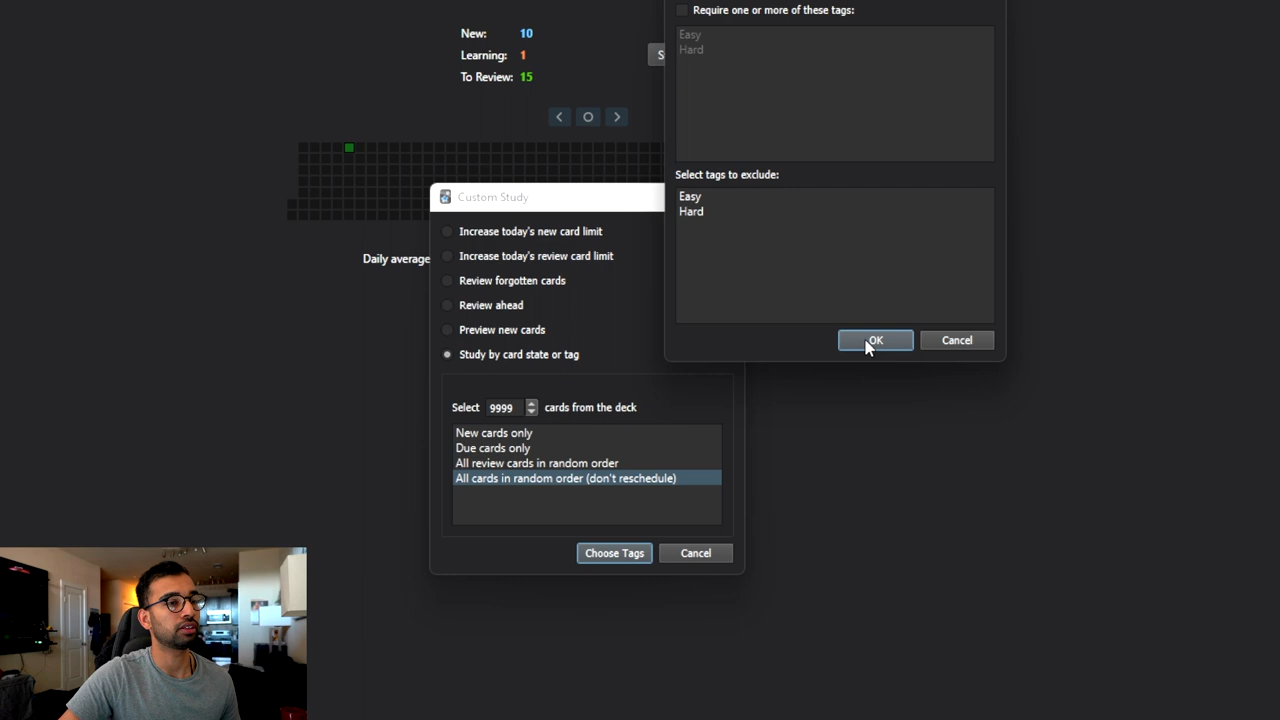 New: 10
Learning: 1
To Review: 15
S
Daily average
Custom Study
Increase today's new card limit
Increase today's review card limit
Review forgotten cards
Review ahead
Preview new cards
Study by card state or tag
Select 9999 cards from the deck
New cards only
Due cards only
All review cards in random order
All cards in random order (don't reschedule)
Choose Tags Cancel
Require one or more of these tags:
Easy
Hard
Select tags to exclude:
Easy
Hard
OK Cancel